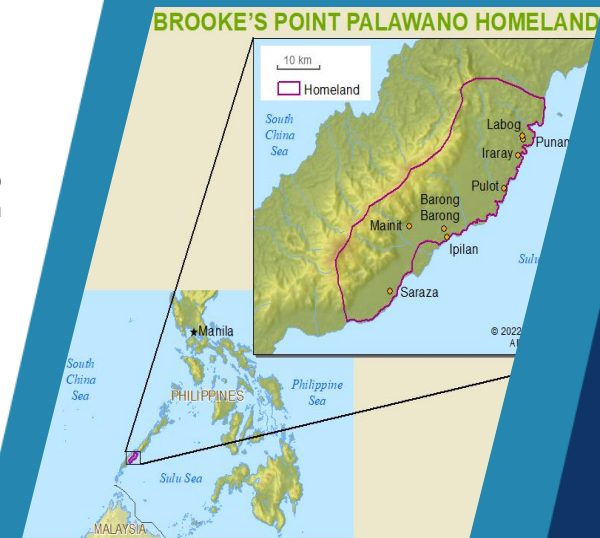 BROOKE'S POINT PALAWANO HOMELAND
10 km
Homeland
South
China
Sea
Labog
Punan
Iraray
Pulot
Barong
Barong
Mainit
Ipilan
Saraza
© 2022
Manila
South
China
Sea
PHILIPPINES
Philippine
Sea
Sulu Sea
MALAYSIA